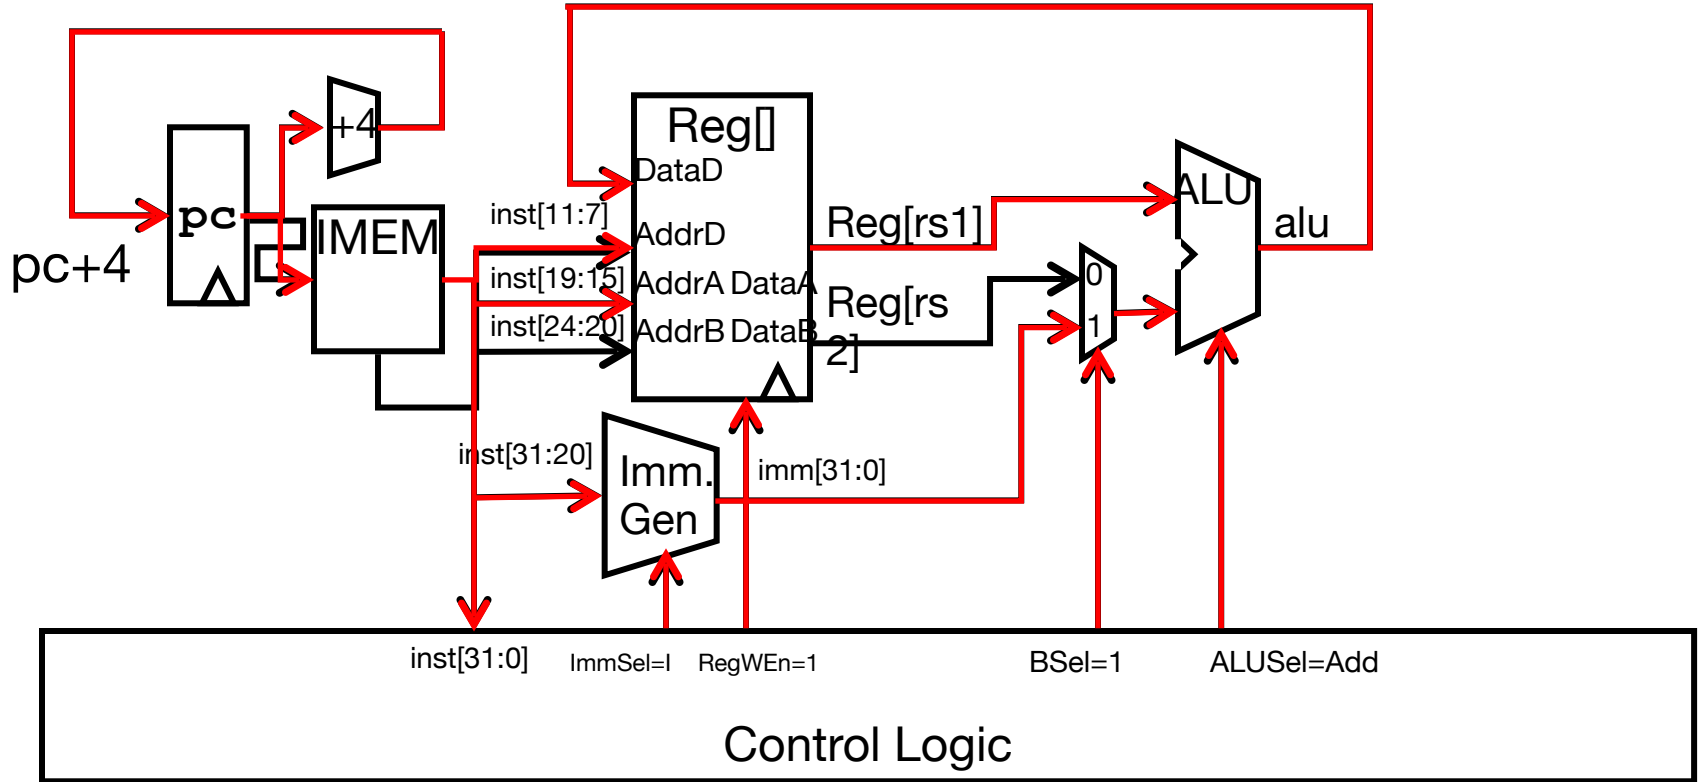 +4
Reg[]
DataD
ALU
pc
inst[11:7]
IMEM
AddrD
Reg[rs1]
alu
pc+4
inst[19:15]
AddrA DataA
0
Reg[rs
2]
inst[24:20]
AddrB DataB
1
inst[31:20]
Imm.
Gen
imm[31:0]
inst[31:0]
ImmSel=I
RegWEn=1
BSel=1
ALUSel=Add
Control Logic